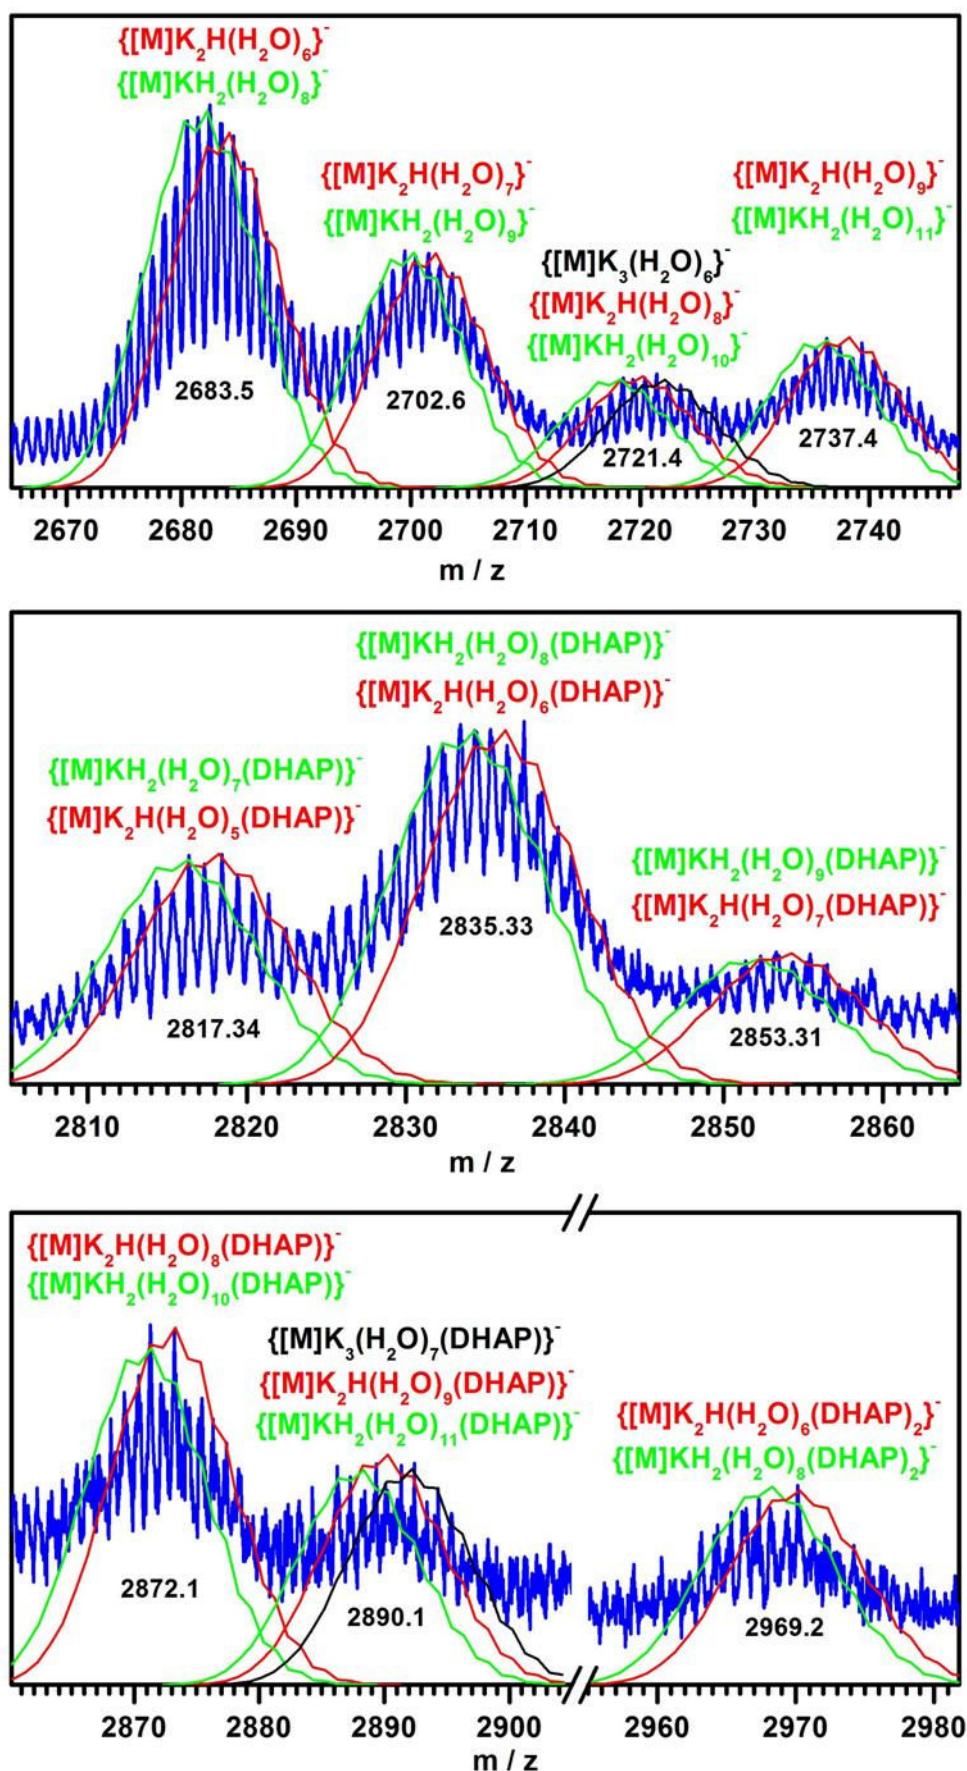 {[M]K₂H(H₂O)₆}⁻
{[M]KH₂(H₂O)₈}⁻
{[M]K₂H(H₂O)₇}⁻
{[M]KH₂(H₂O)₉}⁻
{[M]K₃(H₂O)₆}⁻
{[M]K₂H(H₂O)₈}⁻
{[M]KH₂(H₂O)₁₀}⁻
{[M]K₂H(H₂O)₉}⁻
{[M]KH₂(H₂O)₁₁}⁻
2683.5
2702.6
2721.4
2737.4
2670 2680 2690 2700 2710 2720 2730 2740
m / z
{[M]KH₂(H₂O)₈(DHAP)}⁻
{[M]K₂H(H₂O)₆(DHAP)}⁻
{[M]KH₂(H₂O)₇(DHAP)}⁻
{[M]K₂H(H₂O)₅(DHAP)}⁻
{[M]KH₂(H₂O)₉(DHAP)}⁻
{[M]K₂H(H₂O)₇(DHAP)}⁻
2817.34
2835.33
2853.31
2810 2820 2830 2840 2850 2860
m / z
{[M]K₂H(H₂O)₈(DHAP)}⁻
{[M]KH₂(H₂O)₁₀(DHAP)}⁻
{[M]K₃(H₂O)₇(DHAP)}⁻
{[M]K₂H(H₂O)₉(DHAP)}⁻
{[M]KH₂(H₂O)₁₁(DHAP)}⁻
{[M]K₂H(H₂O)₆(DHAP)₂}⁻
{[M]KH₂(H₂O)₈(DHAP)₂}⁻
2872.1
2890.1
2969.2
2870 2880 2890 2900 2960 2970 2980
m / z